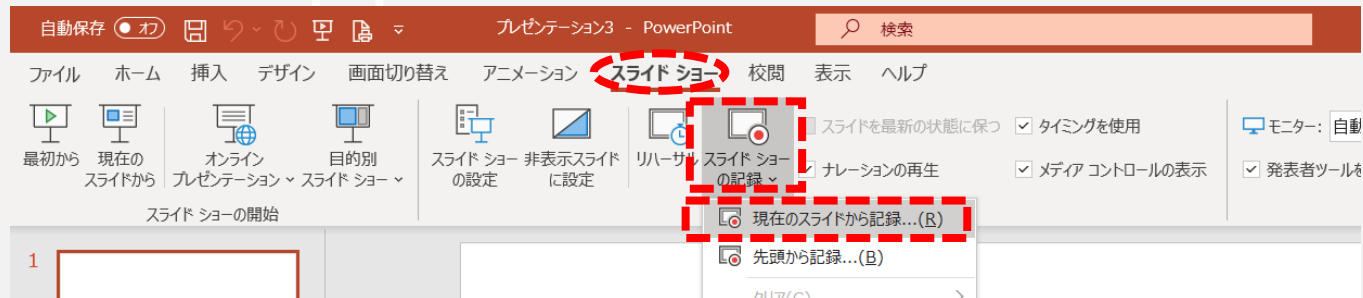 自動保存 オフ プレゼンテーション3 - PowerPoint 検索
ファイル ホーム 挿入 デザイン 画面切り替え アニメーション スライド ショー 校閲 表示 ヘルプ
最初から 現在の オンライン 目的別 スライド ショー 非表示スライド リハーサル スライド ショー スライドを最新の状態に保つ タイミングを使用 モニター: 自動
スライドから プレゼンテーション スライド ショー の設定 に設定 の記録 ナレーションの再生 メディア コントロールの表示 発表者ツールを
スライド ショーの開始
現在のスライドから記録...(R)
1 先頭から記録...(B)
クリア(C)